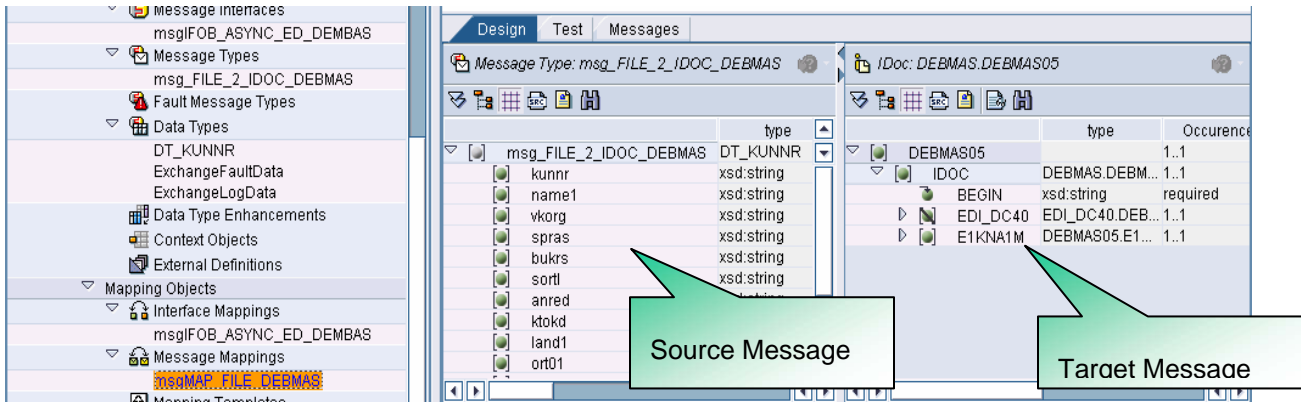 Message Interfaces
msgIFOB_ASYNC_ED_DEMBAS
Message Types
msg_FILE_2_IDOC_DEBMAS
Fault Message Types
Data Types
DT_KUNNR
ExchangeFaultData
ExchangeLogData
Data Type Enhancements
Context Objects
External Definitions
Mapping Objects
Interface Mappings
msgIFOB_ASYNC_ED_DEMBAS
Message Mappings
msgMAP_FILE_DEBMAS
Mapping Templates
Design Test Messages
Message Type: msg_FILE_2_IDOC_DEBMAS
SRC
type
msg_FILE_2_IDOC_DEBMAS DT_KUNNR
kunnr xsd:string
name1 xsd:string
vkorg xsd:string
spras xsd:string
bukrs xsd:string
sortl xsd:string
anred
ktokd
land1
ort01
Source Message
IDoc: DEBMAS.DEBMAS05
SRC
type Occurence
DEBMAS05 1..1
IDOC DEBMAS.DEBM... 1..1
BEGIN xsd:string required
EDI_DC40 EDI_DC40.DEB... 1..1
E1KNA1M DEBMAS05.E1... 1..1
Target Message